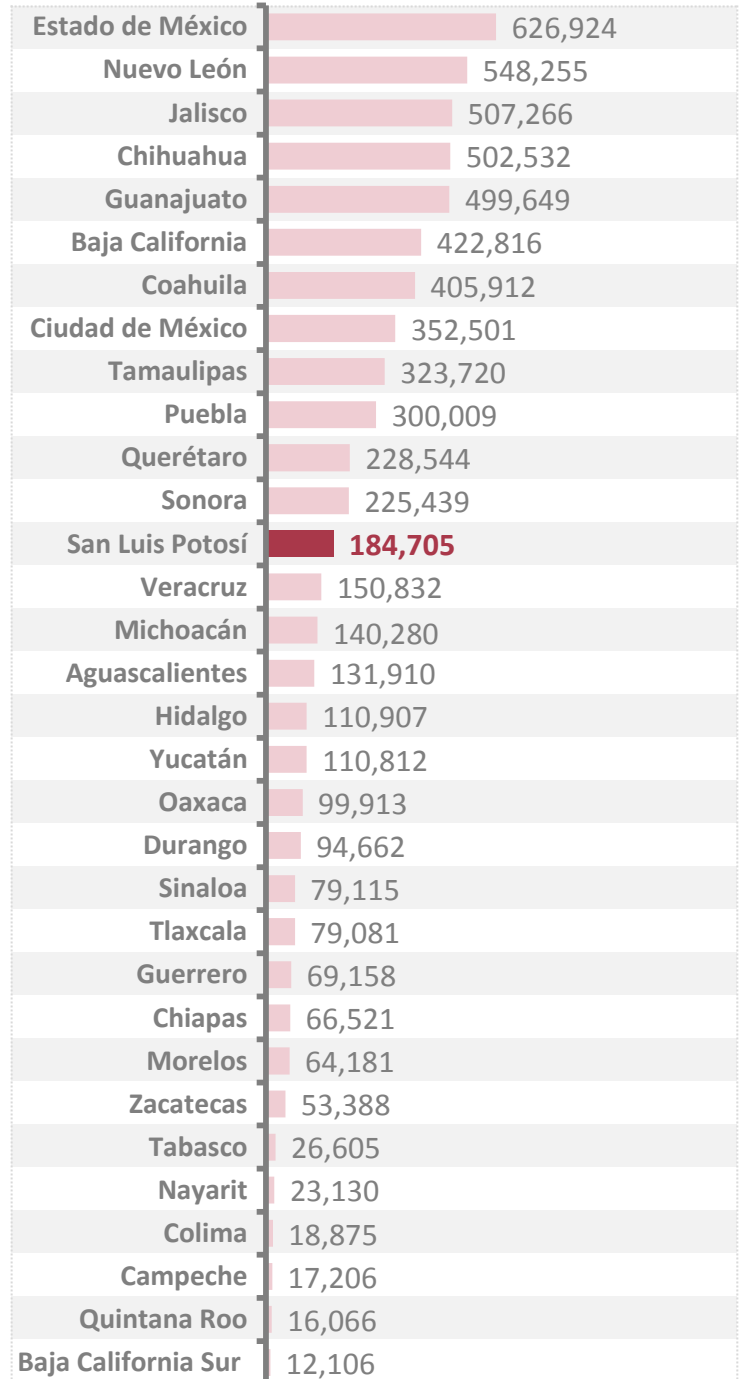 Estado de México 626,924
Nuevo León 548,255
Jalisco 507,266
Chihuahua 502,532
Guanajuato 499,649
Baja California 422,816
Coahuila 405,912
Ciudad de México 352,501
Tamaulipas 323,720
Puebla 300,009
Querétaro 228,544
Sonora 225,439
San Luis Potosí 184,705
Veracruz 150,832
Michoacán 140,280
Aguascalientes 131,910
Hidalgo 110,907
Yucatán 110,812
Oaxaca 99,913
Durango 94,662
Sinaloa 79,115
Tlaxcala 79,081
Guerrero 69,158
Chiapas 66,521
Morelos 64,181
Zacatecas 53,388
Tabasco 26,605
Nayarit 23,130
Colima 18,875
Campeche 17,206
Quintana Roo 16,066
Baja California Sur 12,106